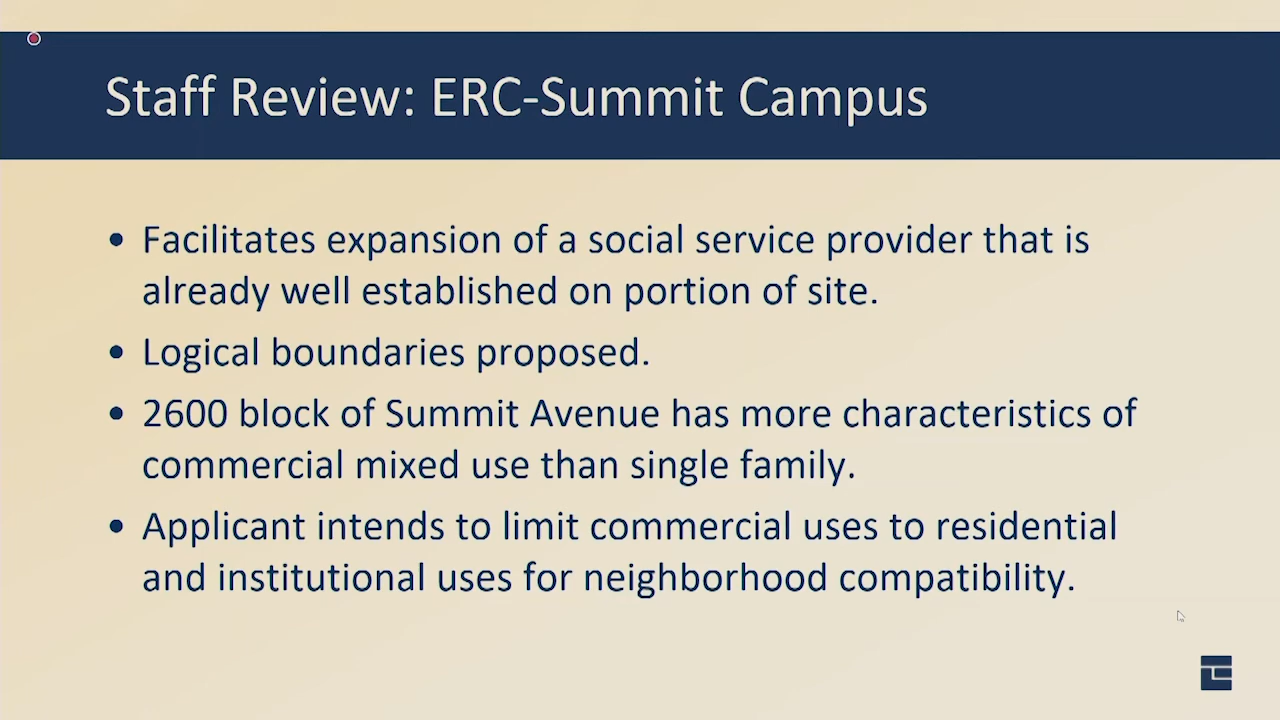 Staff Review: ERC-Summit Campus
• Facilitates expansion of a social service provider that is
already well established on portion of site.
• Logical boundaries proposed.
• 2600 block of Summit Avenue has more characteristics of
commercial mixed use than single family.
• Applicant intends to limit commercial uses to residential
and institutional uses for neighborhood compatibility.